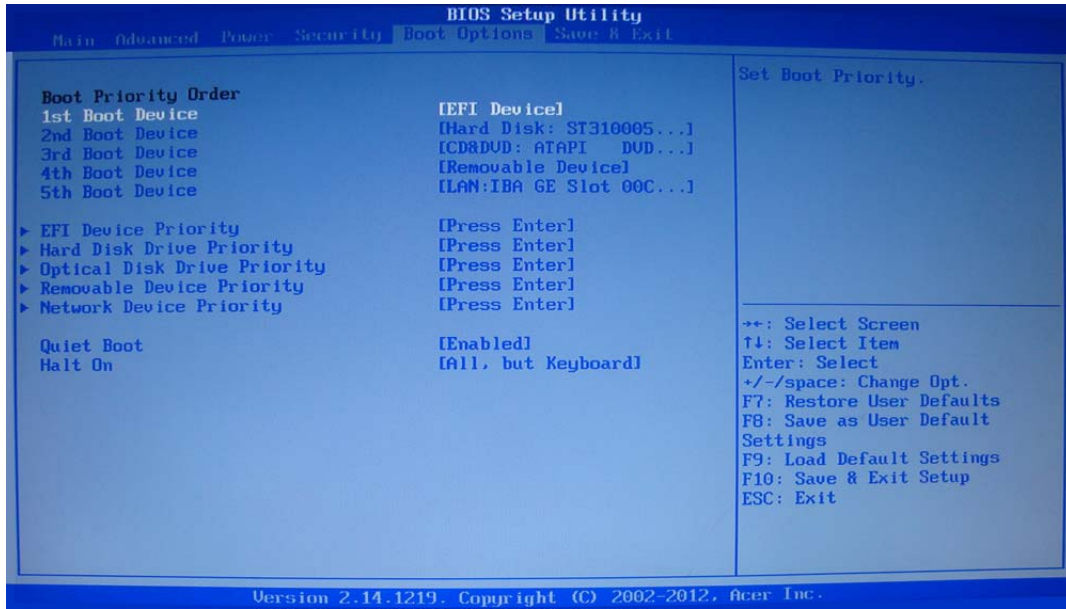 BIOS Setup Utility
Main Advanced Power Security Boot Options Save & Exit
Boot Priority Order
1st Boot Device [EFI Device]
2nd Boot Device [Hard Disk: ST310005...]
3rd Boot Device [CD&DVD: ATAPI DVD...]
4th Boot Device [Removable Device]
5th Boot Device [LAN:IBA GE Slot 00C...]
▶ EFI Device Priority [Press Enter]
▶ Hard Disk Drive Priority [Press Enter]
▶ Optical Disk Drive Priority [Press Enter]
▶ Removable Device Priority [Press Enter]
▶ Network Device Priority [Press Enter]
Quiet Boot [Enabled]
Halt On [All, but Keyboard]
Set Boot Priority.
→←: Select Screen
↑↓: Select Item
Enter: Select
+/-/space: Change Opt.
F7: Restore User Defaults
F8: Save as User Default
Settings
F9: Load Default Settings
F10: Save & Exit Setup
ESC: Exit
Version 2.14.1219. Copyright (C) 2002-2012, Acer Inc.